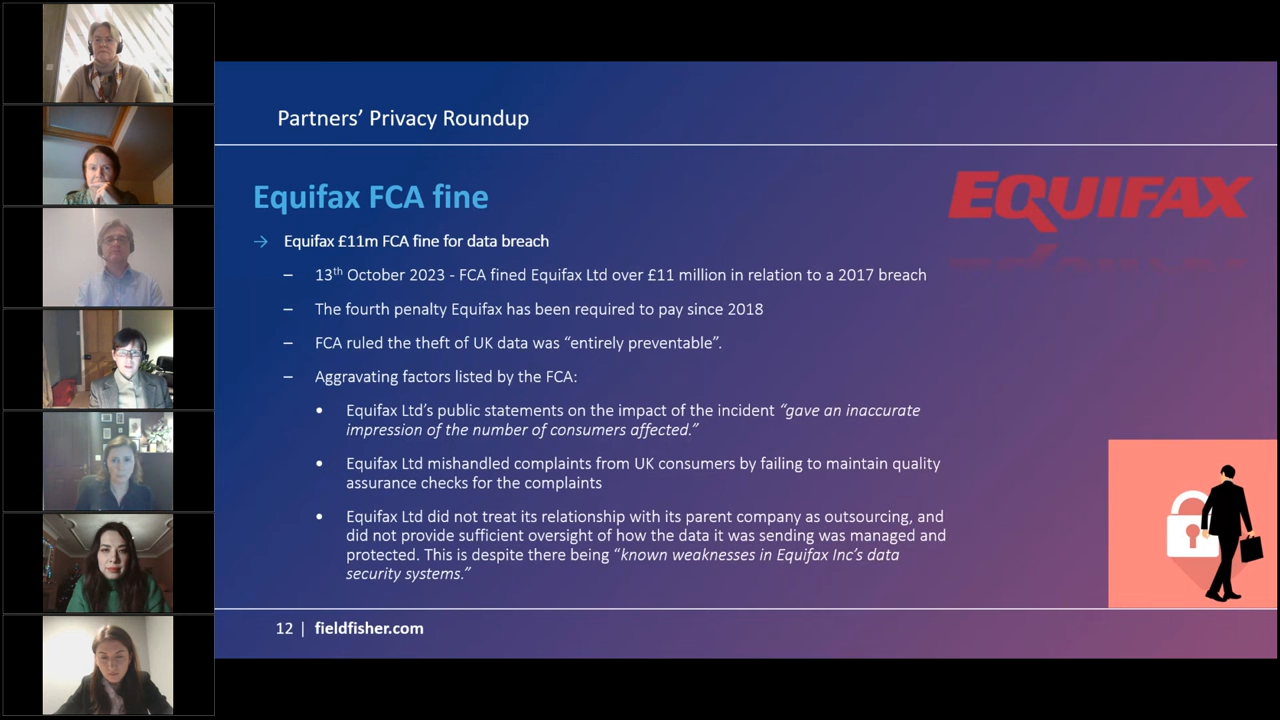 Partners’ Privacy Roundup
Equifax FCA fine
EQUIFAX
→ Equifax £11m FCA fine for data breach
– 13th October 2023 - FCA fined Equifax Ltd over £11 million in relation to a 2017 breach
– The fourth penalty Equifax has been required to pay since 2018
– FCA ruled the theft of UK data was “entirely preventable”.
– Aggravating factors listed by the FCA:
• Equifax Ltd’s public statements on the impact of the incident “gave an inaccurate
impression of the number of consumers affected.”
• Equifax Ltd mishandled complaints from UK consumers by failing to maintain quality
assurance checks for the complaints
• Equifax Ltd did not treat its relationship with its parent company as outsourcing, and
did not provide sufficient oversight of how the data it was sending was managed and
protected. This is despite there being “known weaknesses in Equifax Inc’s data
security systems.”
12 | fieldfisher.com